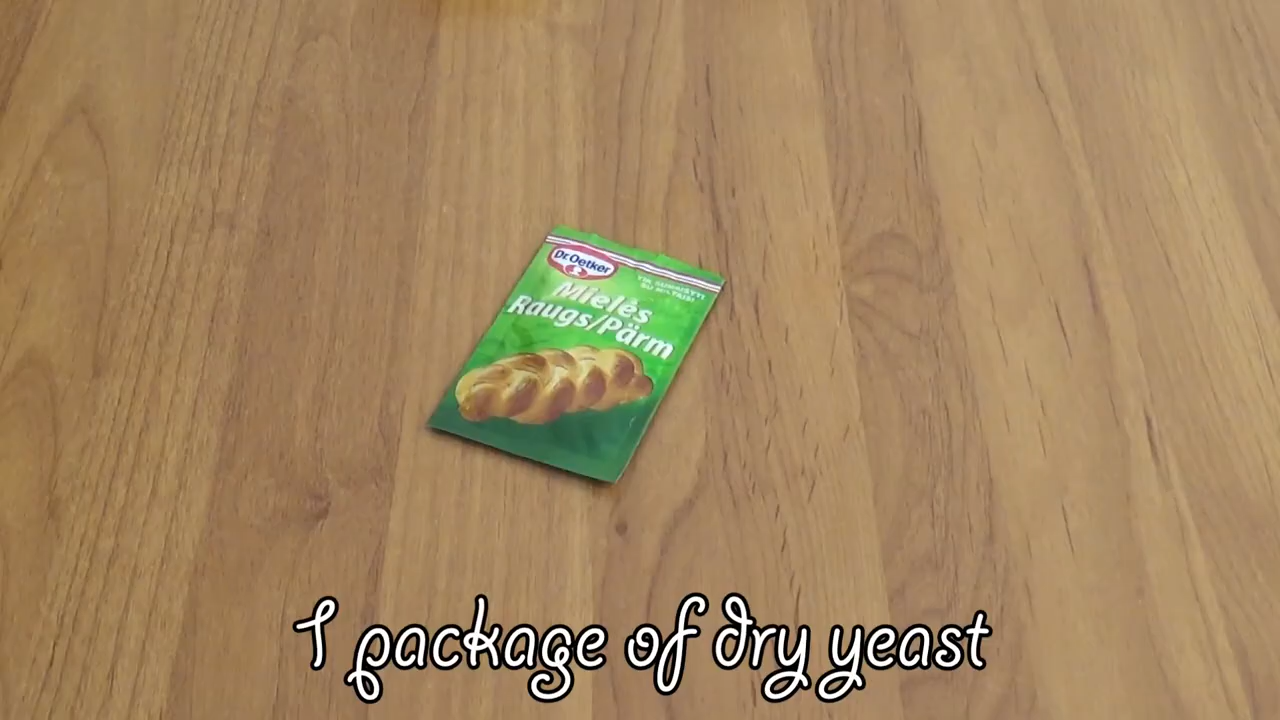 Dr.Oetker
Mielės
Raugs/Pärm
1 package of dry yeast